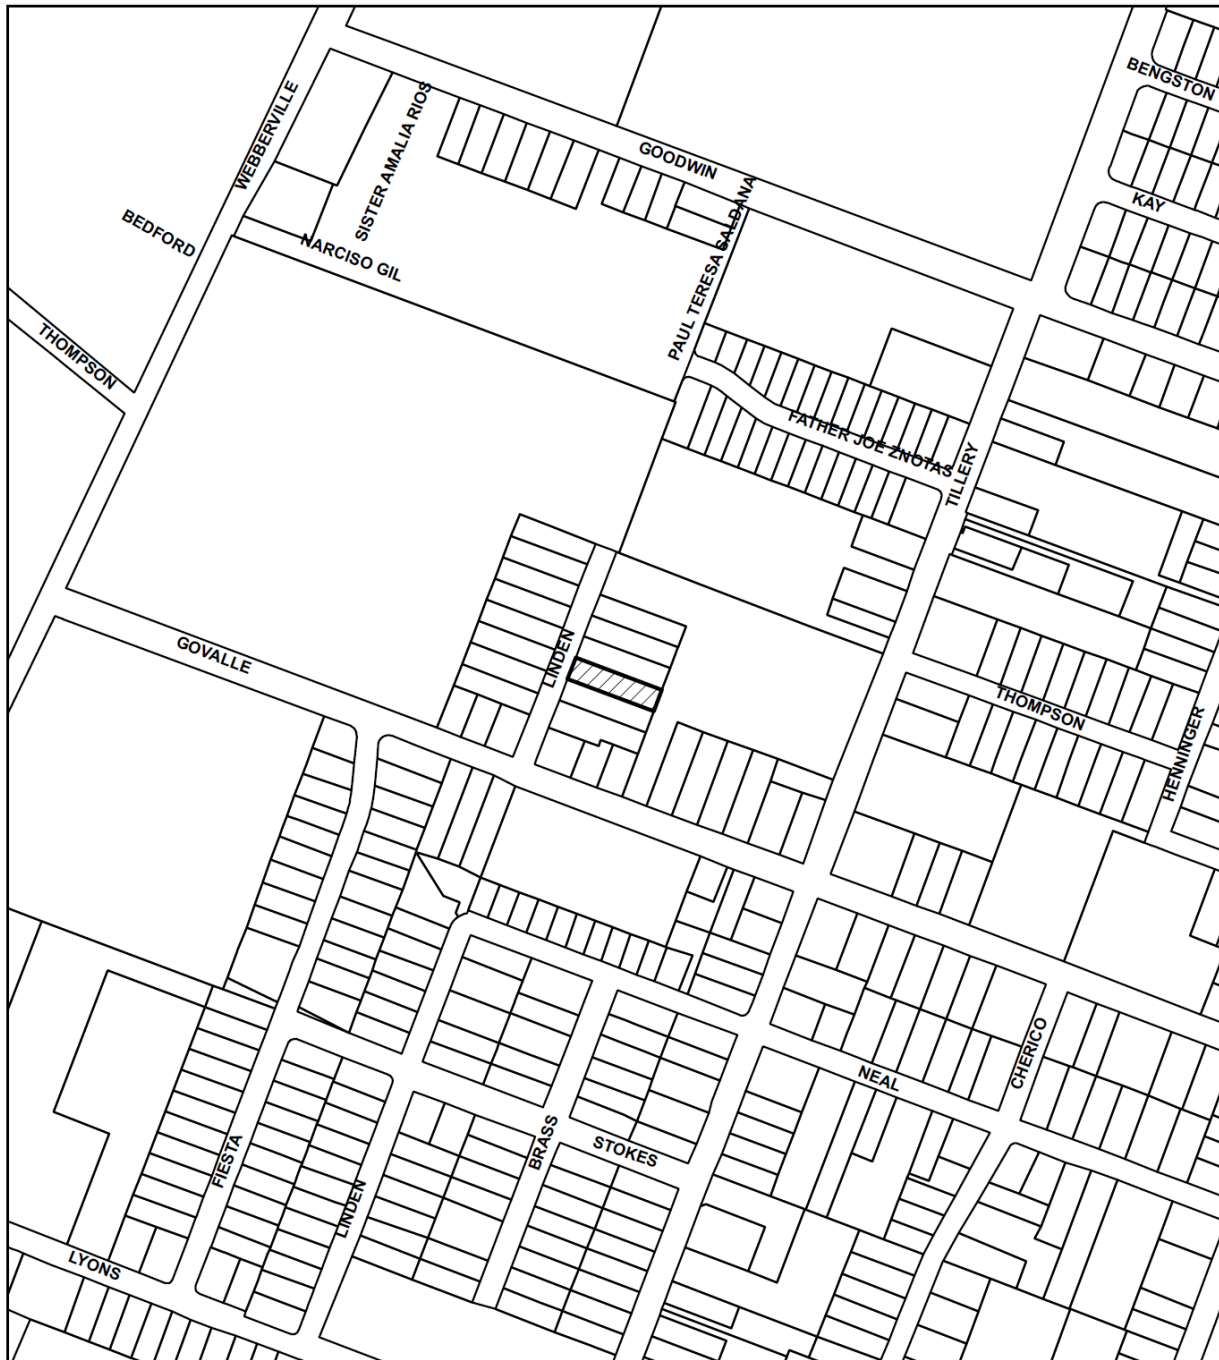 BENGSTON
WEBBERVILLE
SISTER AMALIA RIOS
GOODWIN
KAY
BEDFORD
NARCISO GIL
PAUL TERESA SALDANA
THOMPSON
FATHER JOE ZNOTAS
TILLERY
GOVALLE
LINDEN
THOMPSON
HENNINGER
CHERICO
NEAL
BRASS
STOKES
FIESTA
LINDEN
LYONS